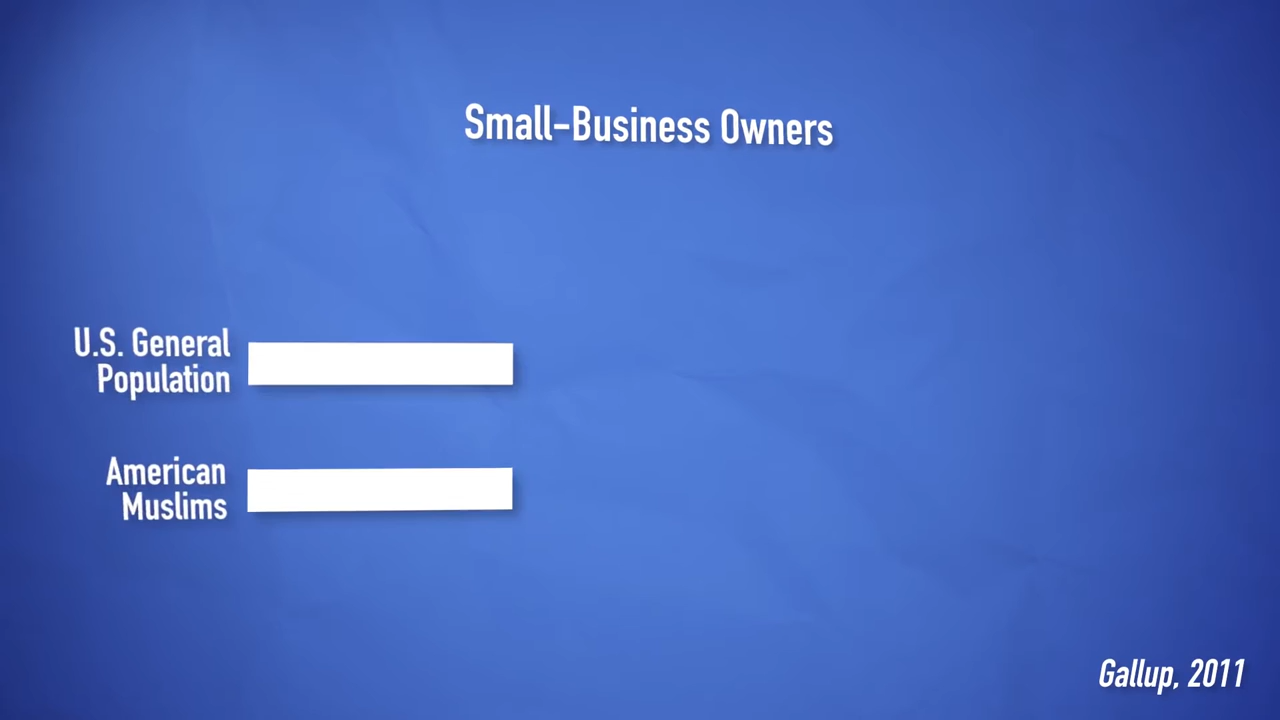 Small-Business Owners
U.S. General
Population
American
Muslims
Gallup, 2011